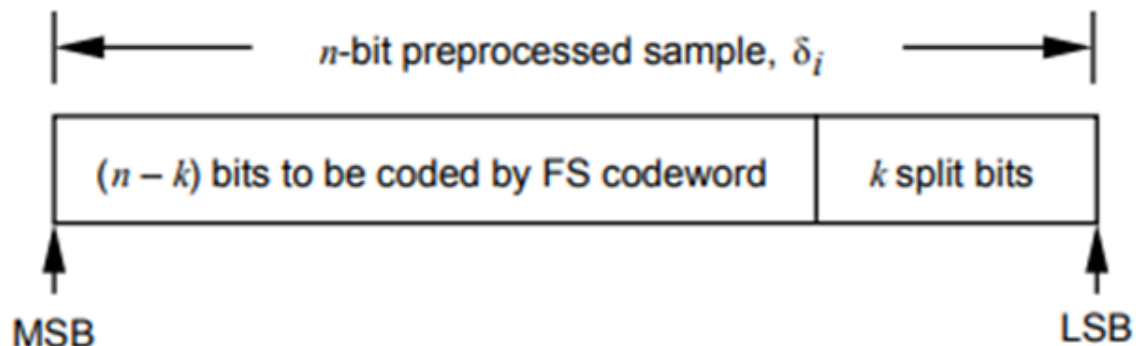 n-bit preprocessed sample, δi
(n – k) bits to be coded by FS codeword
k split bits
MSB
LSB